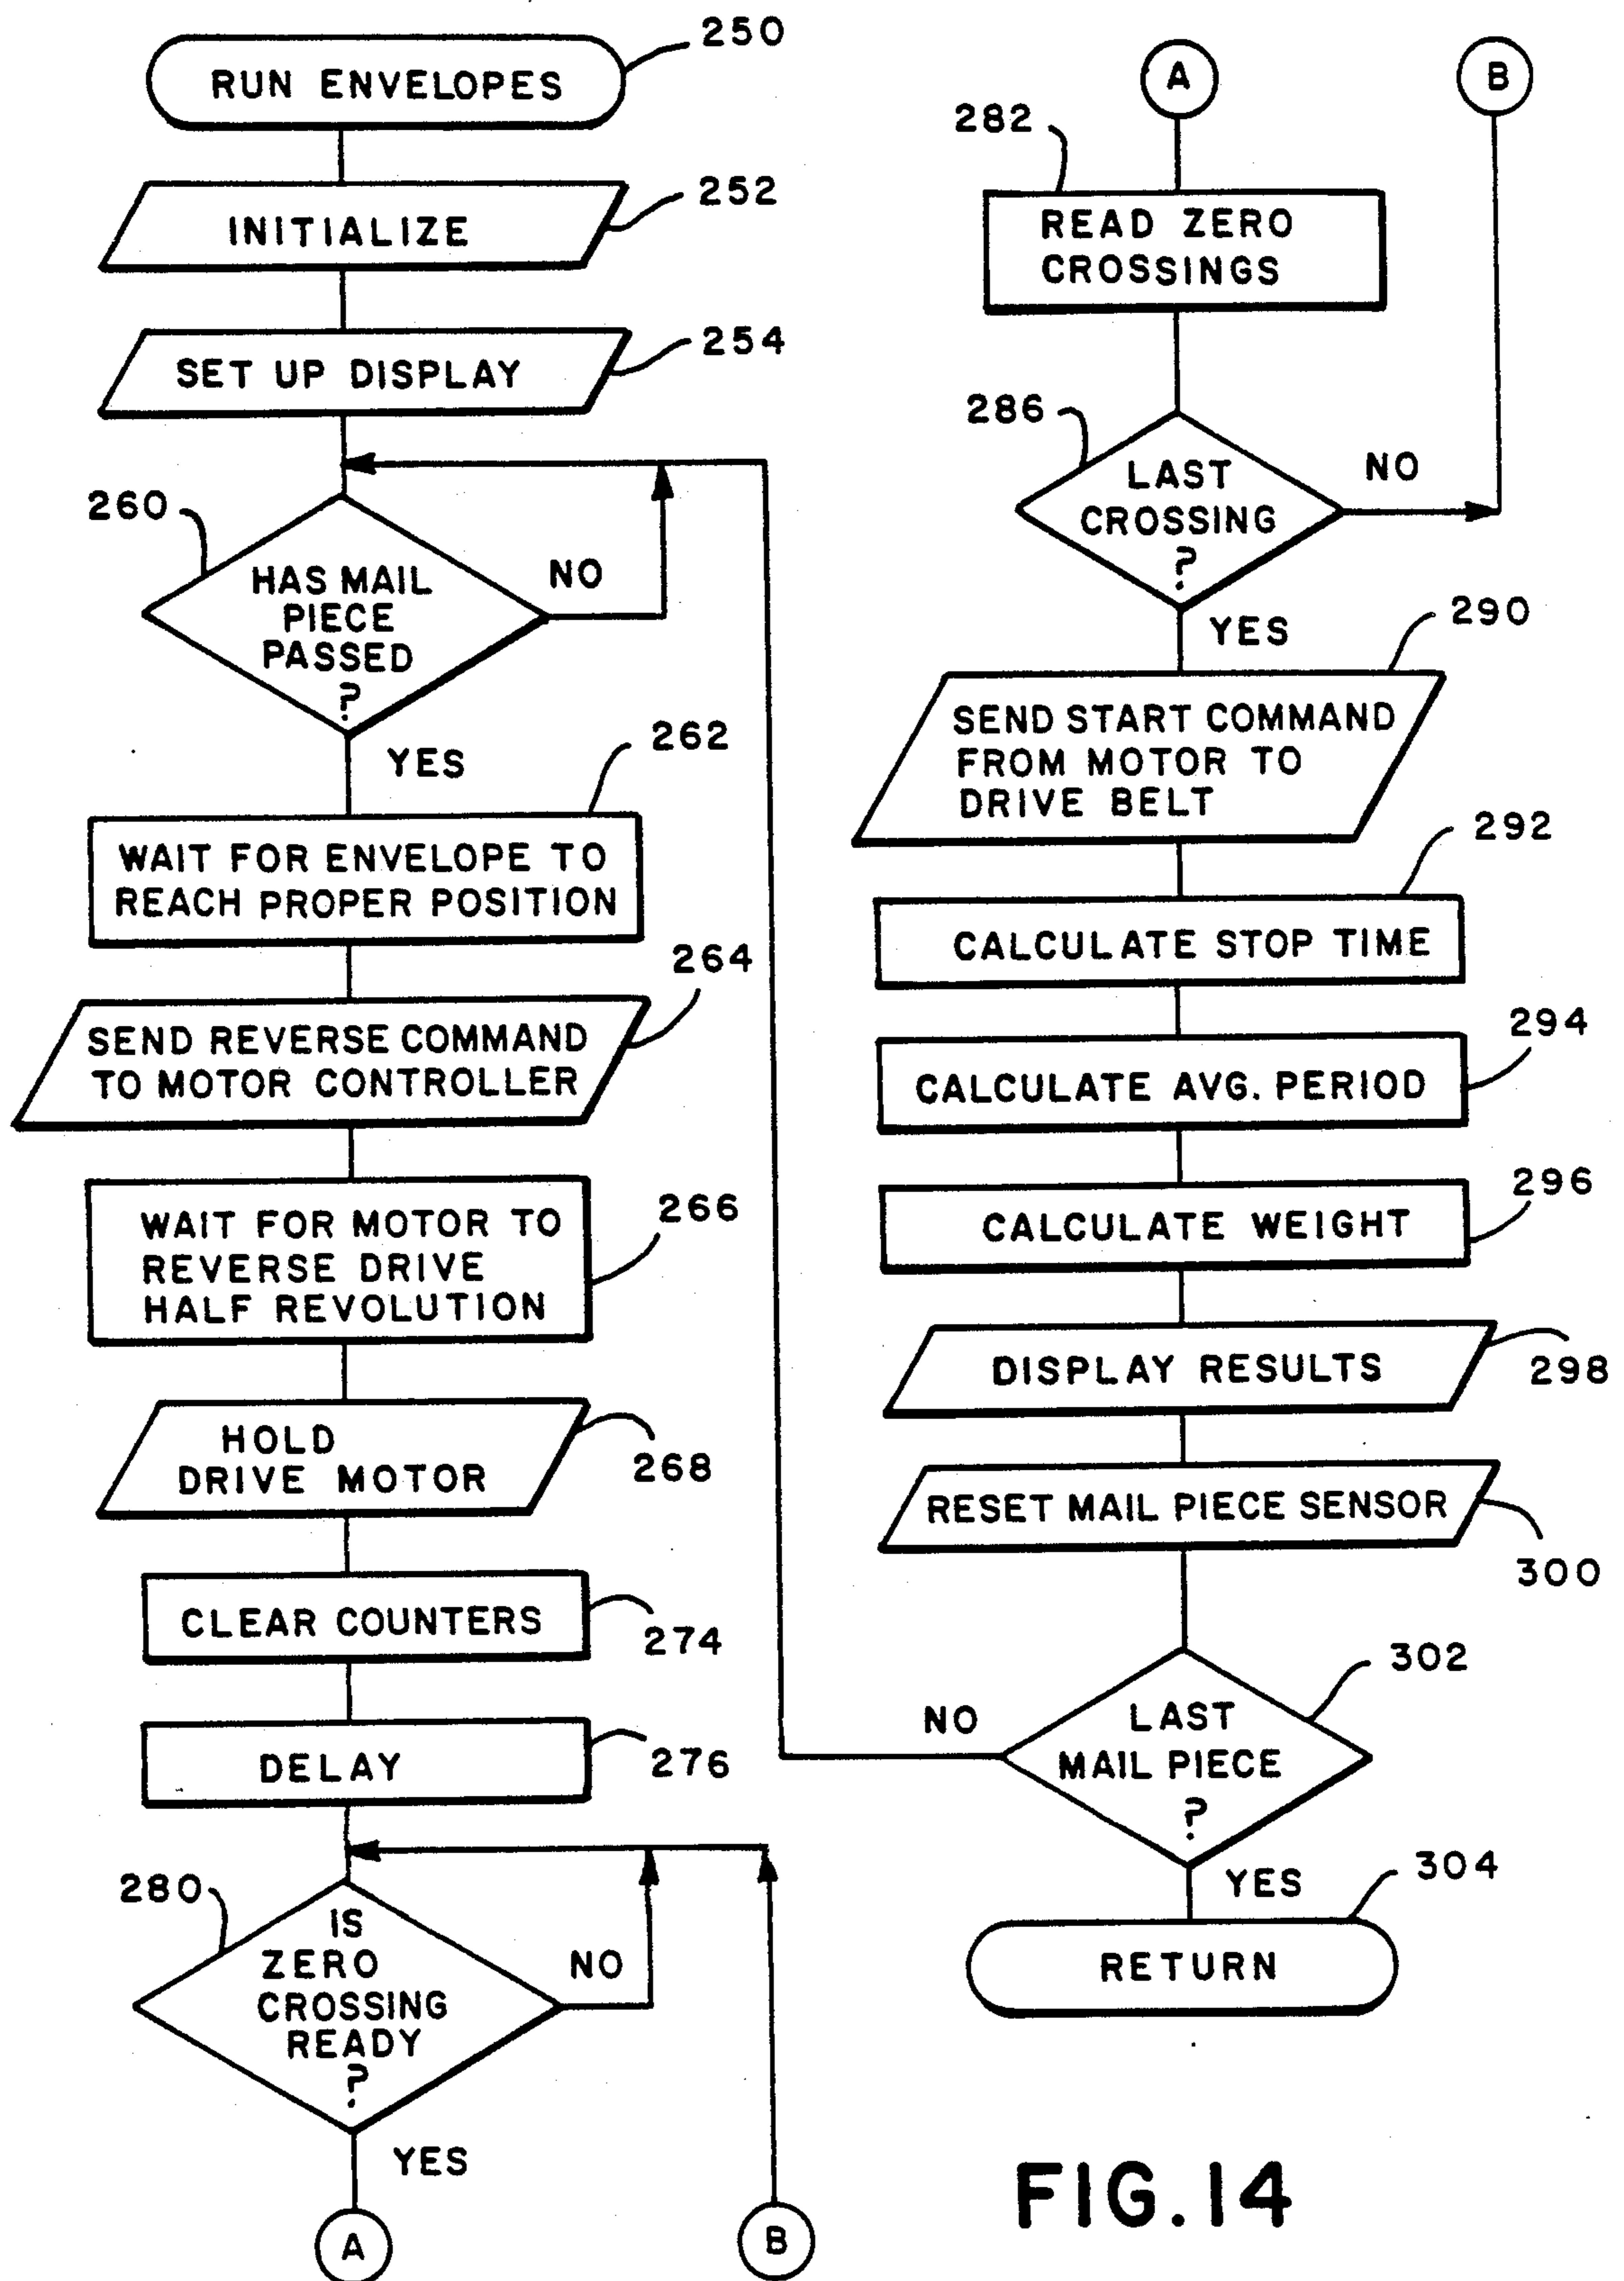 250
RUN ENVELOPES
252
INITIALIZE
254
SET UP DISPLAY
260
HAS MAIL
PIECE
PASSED
?
NO
YES
262
WAIT FOR ENVELOPE TO
REACH PROPER POSITION
264
SEND REVERSE COMMAND
TO MOTOR CONTROLLER
266
WAIT FOR MOTOR TO
REVERSE DRIVE
HALF REVOLUTION
268
HOLD
DRIVE MOTOR
274
CLEAR COUNTERS
276
DELAY
280
IS
ZERO
CROSSING
READY
?
NO
YES
A
B
A
B
282
READ ZERO
CROSSINGS
286
LAST
CROSSING
?
NO
YES
290
SEND START COMMAND
FROM MOTOR TO
DRIVE BELT
292
CALCULATE STOP TIME
294
CALCULATE AVG. PERIOD
296
CALCULATE WEIGHT
298
DISPLAY RESULTS
300
RESET MAIL PIECE SENSOR
302
LAST
MAIL PIECE
?
NO
YES
304
RETURN
FIG.14